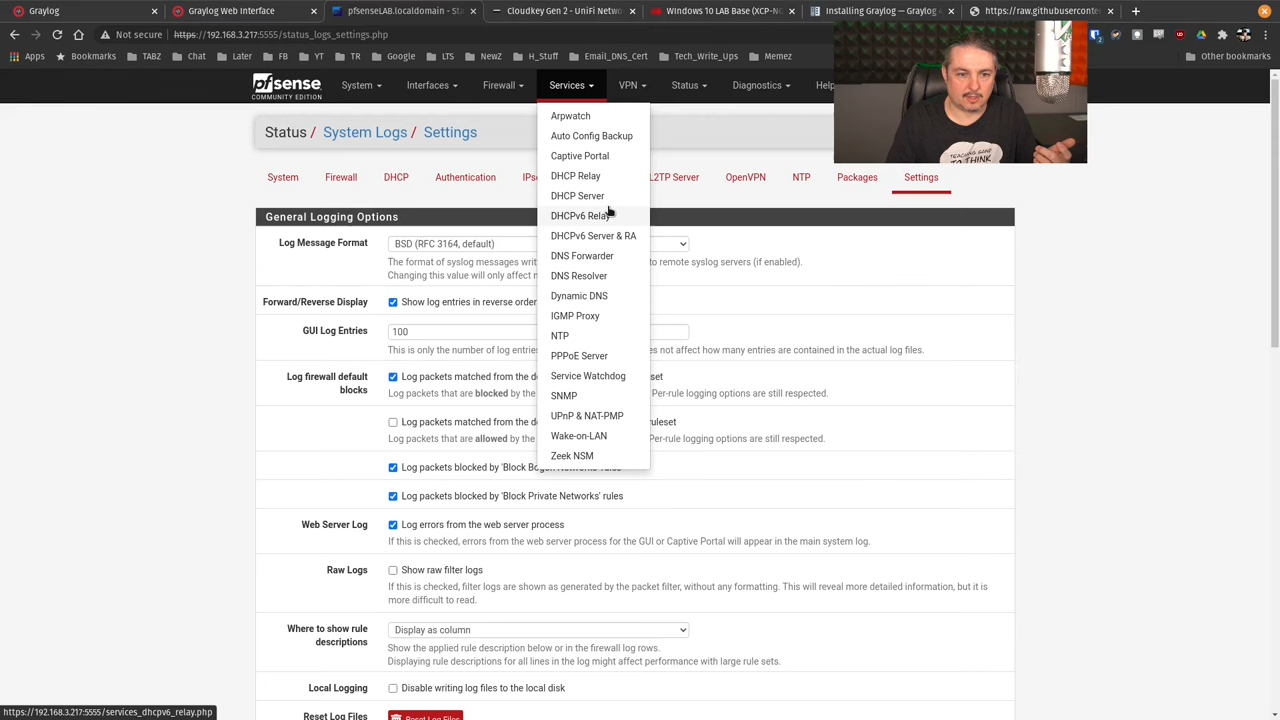 Graylog
Graylog Web Interface
pfsenseLAB.localdomain - Sta
Cloudkey Gen 2 - UniFi Netwo
Windows 10 LAB Base (XCP-N
Installing Graylog — Graylog 4
https://raw.githubuserconte
Not secure
https://192.168.3.217:5555/status_logs_settings.php
Apps
Bookmarks
TABZ
Chat
Later
FB
YT
TR
Google
LTS
NewZ
H_Stuff
Email_DNS_Cert
Tech_Write_Ups
Memez
Other bookmarks
pfsense
COMMUNITY EDITION
System
Interfaces
Firewall
Services
VPN
Status
Diagnostics
Help
Arpwatch
Auto Config Backup
Captive Portal
DHCP Relay
DHCP Server
DHCPv6 Relay
DHCPv6 Server & RA
DNS Forwarder
DNS Resolver
Dynamic DNS
IGMP Proxy
NTP
PPPoE Server
Service Watchdog
SNMP
UPnP & NAT-PMP
Wake-on-LAN
Zeek NSM
TO THINK
Status / System Logs / Settings
System
Firewall
DHCP
Authentication
IPse
L2TP Server
OpenVPN
NTP
Packages
Settings
General Logging Options
Log Message Format
BSD (RFC 3164, default)
The format of syslog messages writ
to remote syslog servers (if enabled).
Changing this value will only affect
Forward/Reverse Display
Show log entries in reverse order
GUI Log Entries
100
This is only the number of log entrie
es not affect how many entries are contained in the actual log files.
Log firewall default
blocks
Log packets matched from the de
set
Log packets that are blocked by the
Per-rule logging options are still respected.
Log packets matched from the de
ruleset
Log packets that are allowed by the
Per-rule logging options are still respected.
Log packets blocked by 'Block Bogon Networks' rules
Log packets blocked by 'Block Private Networks' rules
Web Server Log
Log errors from the web server process
If this is checked, errors from the web server process for the GUI or Captive Portal will appear in the main system log.
Raw Logs
Show raw filter logs
If this is checked, filter logs are shown as generated by the packet filter, without any formatting. This will reveal more detailed information, but it is
more difficult to read.
Where to show rule
descriptions
Display as column
Show the applied rule description below or in the firewall log rows.
Displaying rule descriptions for all lines in the log might affect performance with large rule sets.
Local Logging
Disable writing log files to the local disk
Reset Log Files
Reset Log Files
https://192.168.3.217:5555/services_dhcpv6_relay.php